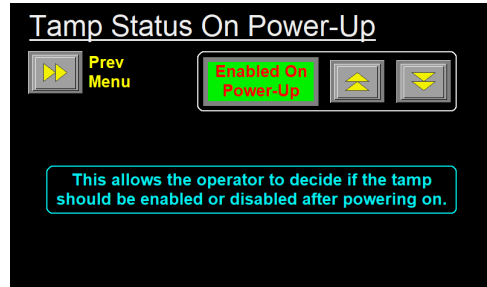 Tamp Status On Power-Up
Prev
Menu
Enabled On
Power-Up
This allows the operator to decide if the tamp
should be enabled or disabled after powering on.